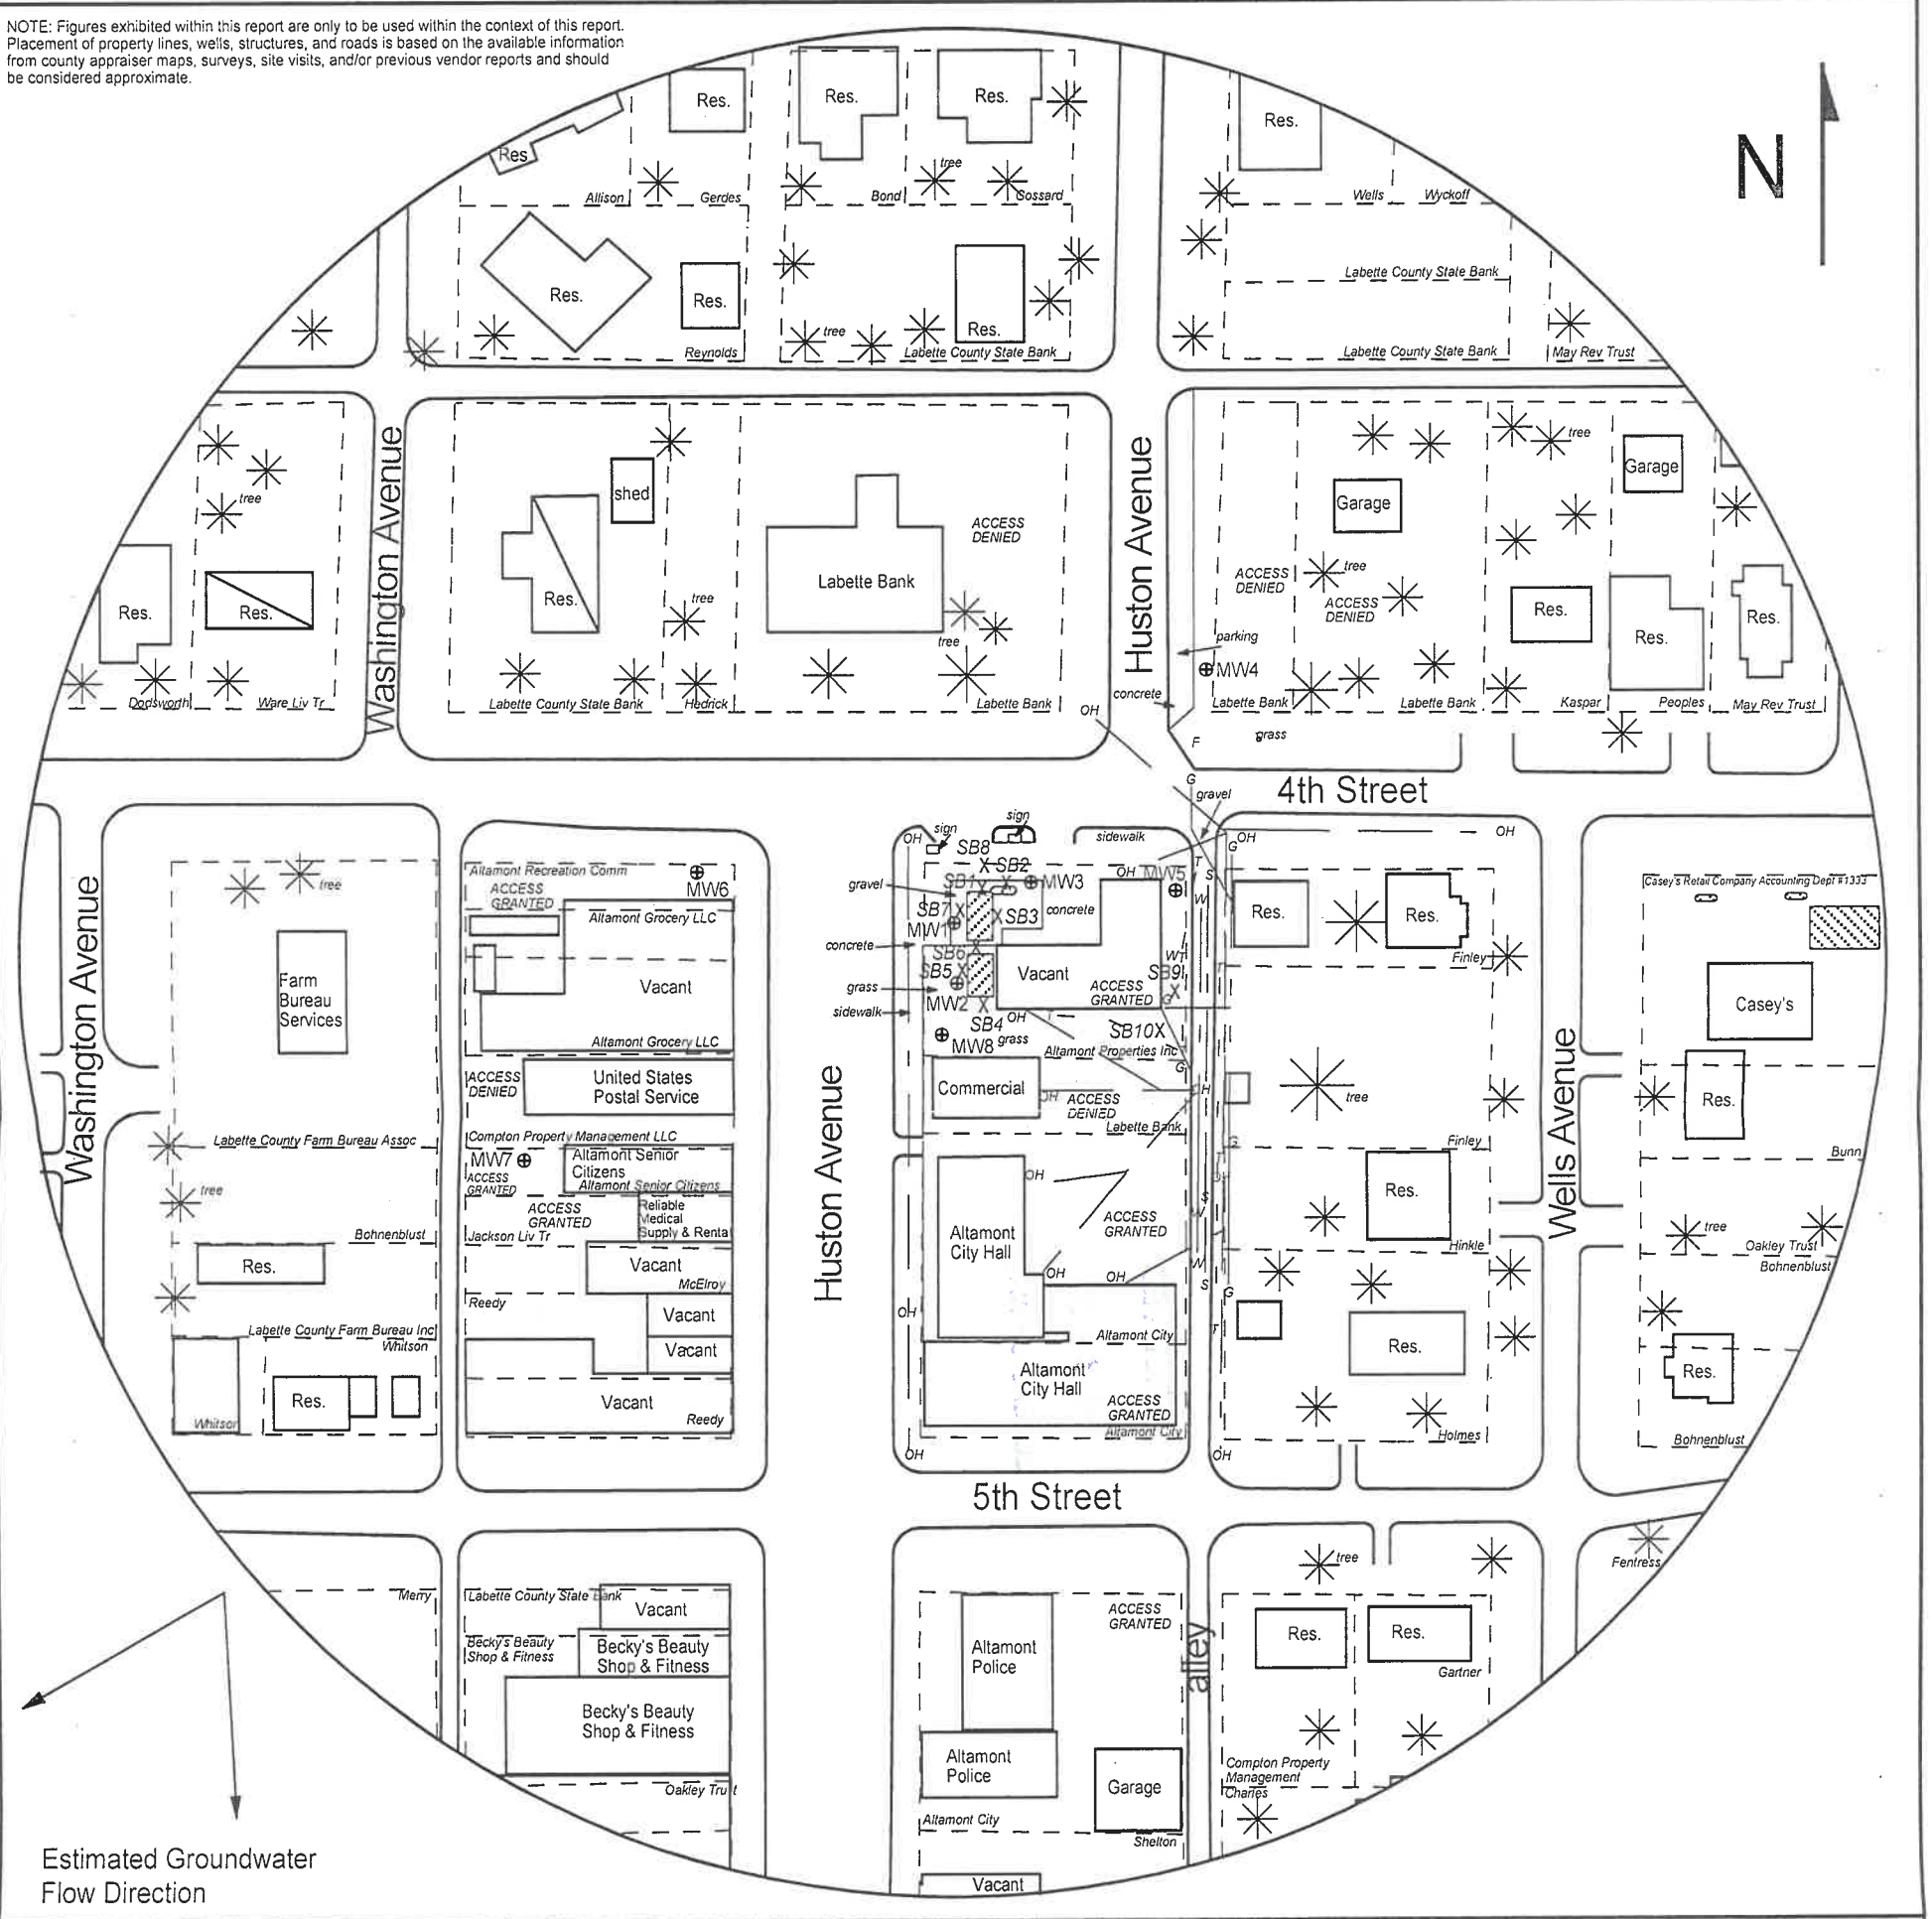 NOTE: Figures exhibited within this report are only to be used within the context of this report.
Placement of property lines, wells, structures, and roads is based on the available information
from county appraiser maps, surveys, site visits, and/or previous vendor reports and should
be considered approximate.
N
Res.
Res.
Res.
Res.
Res
tree
Allison
Gerdes
Bond
Gossard
Wells
Wyckoff
Res.
Res.
Res.
tree
Reynolds
Labette County State Bank
Labette County State Bank
Labette County State Bank
May Rev Trust
Washington Avenue
Huston Avenue
tree
Res.
Res.
Dodsworth
Ware Liv Tr
shed
Res.
tree
Labette County State Bank
Hedrick
Labette Bank
ACCESS
DENIED
tree
Labette Bank
parking
MW4
concrete
OH
F
grass
ACCESS
DENIED
Labette Bank
Garage
tree
ACCESS
DENIED
Labette Bank
tree
Res.
Kaspar
Garage
Res.
Peoples
Res.
May Rev Trust
4th Street
G
gravel
Washington Avenue
tree
Farm
Bureau
Services
Labette County Farm Bureau Assoc
tree
Bohnenblust
Res.
Labette County Farm Bureau Inc
Whitson
Res.
Whitson
Altamont Recreation Comm
ACCESS
GRANTED
MW6
Altamont Grocery LLC
Vacant
Altamont Grocery LLC
ACCESS
DENIED
United States
Postal Service
Compton Property Management LLC
MW7
ACCESS
GRANTED
Altamont Senior
Citizens
Altamont Senior Citizens
ACCESS
GRANTED
Reliable
Medical
Supply & Rental
Jackson Liv Tr
Vacant
McElroy
Reedy
Vacant
Vacant
Vacant
Reedy
Huston Avenue
OH
sign
sign
sidewalk
SB8
SB2
SB1
MW3
OH
MW5
gravel
SB7
SB3
concrete
MW1
concrete
SB6
SB5
Vacant
WT
SB9
grass
ACCESS
GRANTED
G
MW2
sidewalk
SB4
OH
SB10
MW8
grass
Altamont Properties Inc
G
Commercial
OH
ACCESS
DENIED
OH
Labette Bank
OH
ACCESS
GRANTED
Altamont
City Hall
OH
OH
OH
Altamont City
Altamont
City Hall
ACCESS
GRANTED
Altamont City
OH
OH
T
S
W
G
OH
OH
G
Res.
Res.
Finley
tree
Finley
Res.
Hinkle
Res.
Holmes
G
T
S
W
S
G
T
Wells Avenue
Casey's Retail Company Accounting Dept #1333
Casey's
Res.
Bunn
tree
Oakley Trust
Bohnenblust
Res.
Bohnenblust
5th Street
Merry
Labette County State Bank
Vacant
Becky's Beauty
Shop & Fitness
Becky's Beauty
Shop & Fitness
Becky's Beauty
Shop & Fitness
Oakley Trust
ACCESS
GRANTED
Altamont
Police
Altamont
Police
Garage
Altamont City
Shelton
Vacant
alley
tree
Res.
Res.
Gartner
Compton Property
Management
Charles
Fentress
Estimated Groundwater
Flow Direction